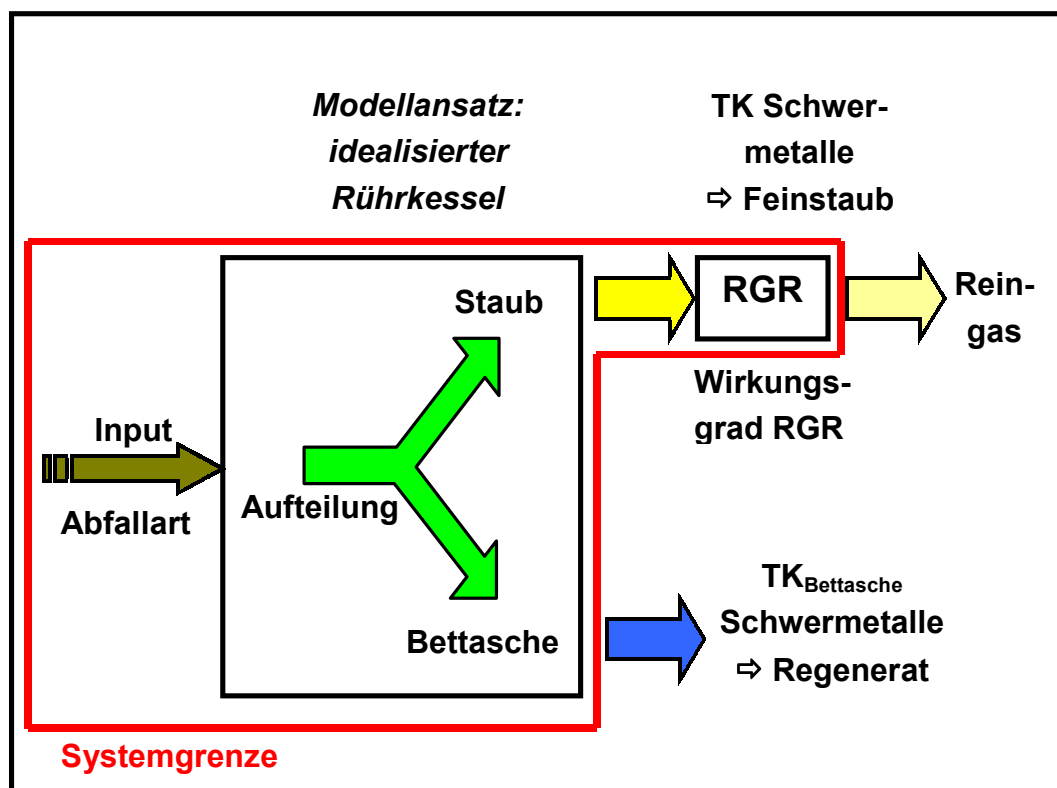 Modellansatz:
idealisierter
Rührkessel
TK Schwer-
metalle
⇨ Feinstaub
Staub
RGR
Rein-
gas
Wirkungs-
grad RGR
Input
Abfallart
Aufteilung
Bettasche
TKBettasche
Schwermetalle
⇨ Regenerat
Systemgrenze